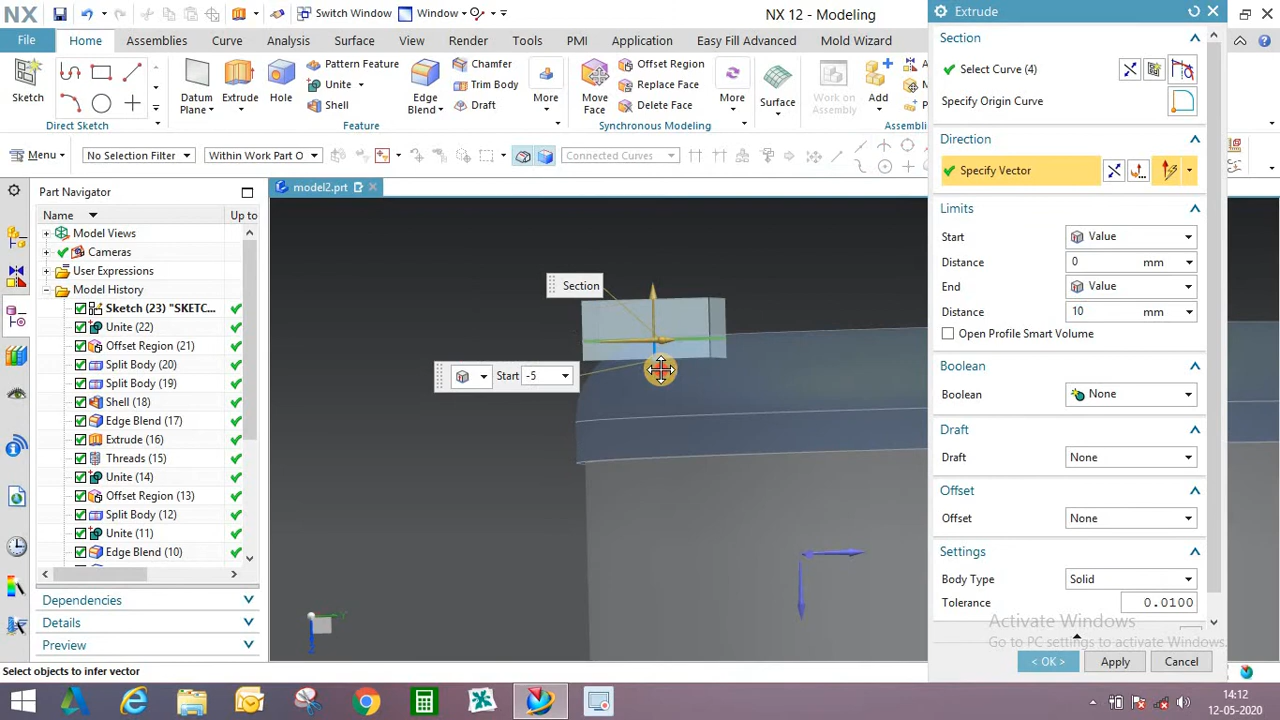 NX
Switch Window
Window
NX 12 - Modeling
Extrude
File
Home
Assemblies
Curve
Analysis
Surface
View
Render
Tools
PMI
Application
Easy Fill Advanced
Mold Wizard
Sketch
Datum
Plane
Extrude
Hole
Pattern Feature
Unite
Shell
Edge
Blend
Chamfer
Trim Body
Draft
More
Move
Face
Offset Region
Replace Face
Delete Face
More
Surface
Work on
Assembly
Add
Direct Sketch
Feature
Synchronous Modeling
Menu
No Selection Filter
Within Work Part O
Connected Curves
Part Navigator
model2.prt
Name
Up to
Model Views
Cameras
User Expressions
Model History
Sketch (23) "SKETC...
Unite (22)
Offset Region (21)
Split Body (20)
Split Body (19)
Shell (18)
Edge Blend (17)
Extrude (16)
Threads (15)
Unite (14)
Offset Region (13)
Split Body (12)
Unite (11)
Edge Blend (10)
Dependencies
Details
Preview
Section
Start -5
Section
Select Curve (4)
Specify Origin Curve
Direction
Specify Vector
Limits
Start Value
Distance 0 mm
End Value
Distance 10 mm
Open Profile Smart Volume
Boolean
Boolean None
Draft
Draft None
Offset
Offset None
Settings
Body Type Solid
Tolerance 0.0100
Activate Windows
Go to PC settings to activate Windows.
< OK > Apply Cancel
Select objects to infer vector
14:12
12-05-2020